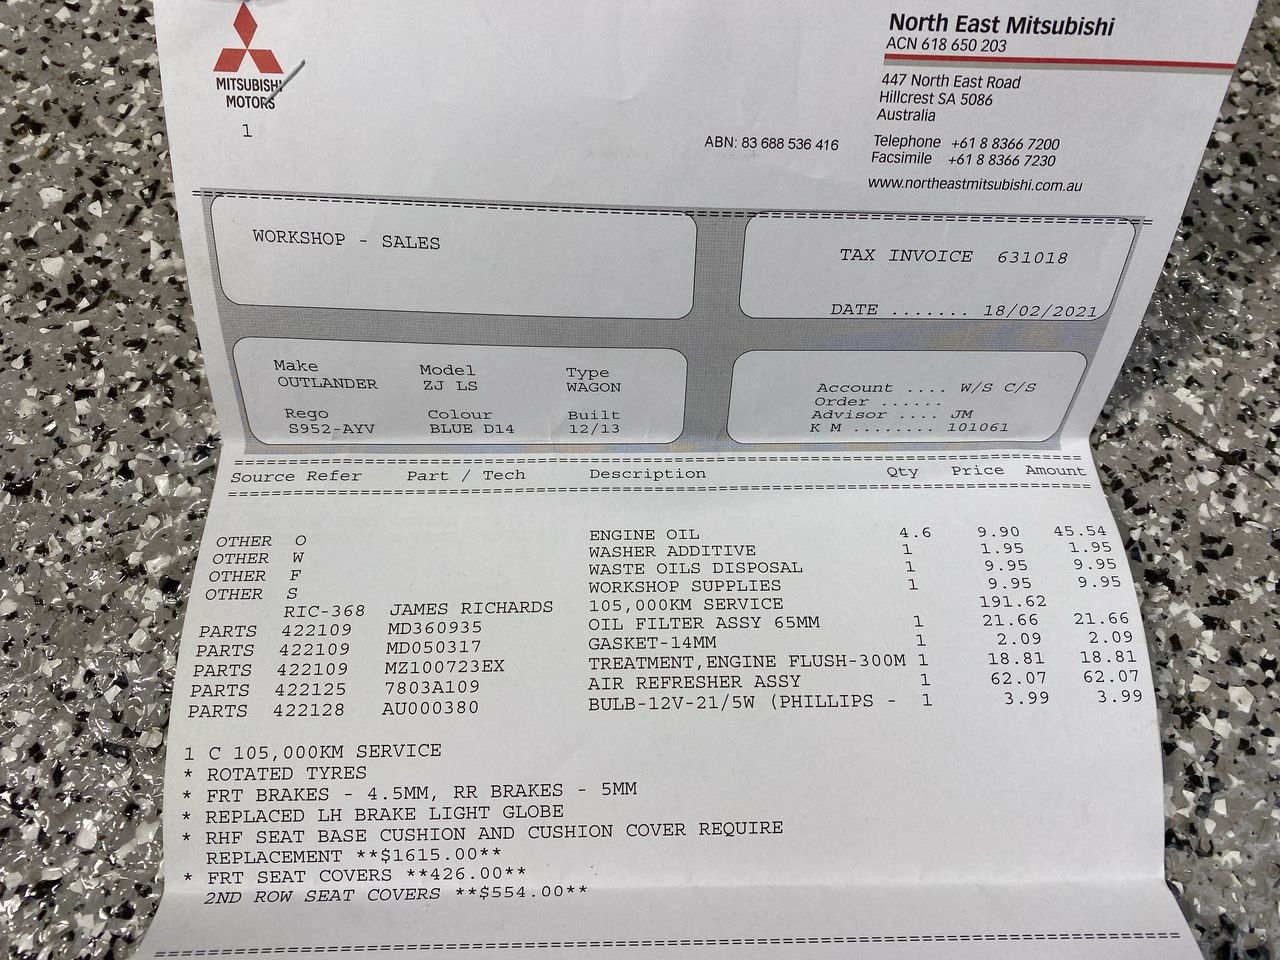 MITSUBISHI
MOTORS
1
North East Mitsubishi
ACN 618 650 203
447 North East Road
Hillcrest SA 5086
Australia
ABN: 83 688 536 416
Telephone +61 8 8366 7200
Facsimile +61 8 8366 7230
www.northeastmitsubishi.com.au
WORKSHOP - SALES
TAX INVOICE 631018
DATE ....... 18/02/2021
Make Model Type
OUTLANDER ZJ LS WAGON
Rego Colour Built
S952-AYV BLUE D14 12/13
Account .... W/S C/S
Order ......
Advisor .... JM
K M ........ 101061
Source Refer Part / Tech Description Qty Price Amount
OTHER O ENGINE OIL 4.6 9.90 45.54
OTHER W WASHER ADDITIVE 1 1.95 1.95
OTHER F WASTE OILS DISPOSAL 1 9.95 9.95
OTHER S WORKSHOP SUPPLIES 1 9.95 9.95
RIC-368 JAMES RICHARDS 105,000KM SERVICE 191.62
PARTS 422109 MD360935 OIL FILTER ASSY 65MM 1 21.66 21.66
PARTS 422109 MD050317 GASKET-14MM 1 2.09 2.09
PARTS 422109 MZ100723EX TREATMENT,ENGINE FLUSH-300M 1 18.81 18.81
PARTS 422125 7803A109 AIR REFRESHER ASSY 1 62.07 62.07
PARTS 422128 AU000380 BULB-12V-21/5W (PHILLIPS - 1 3.99 3.99
1 C 105,000KM SERVICE
* ROTATED TYRES
* FRT BRAKES - 4.5MM, RR BRAKES - 5MM
* REPLACED LH BRAKE LIGHT GLOBE
* RHF SEAT BASE CUSHION AND CUSHION COVER REQUIRE
REPLACEMENT **$1615.00**
* FRT SEAT COVERS **426.00**
2ND ROW SEAT COVERS **$554.00**